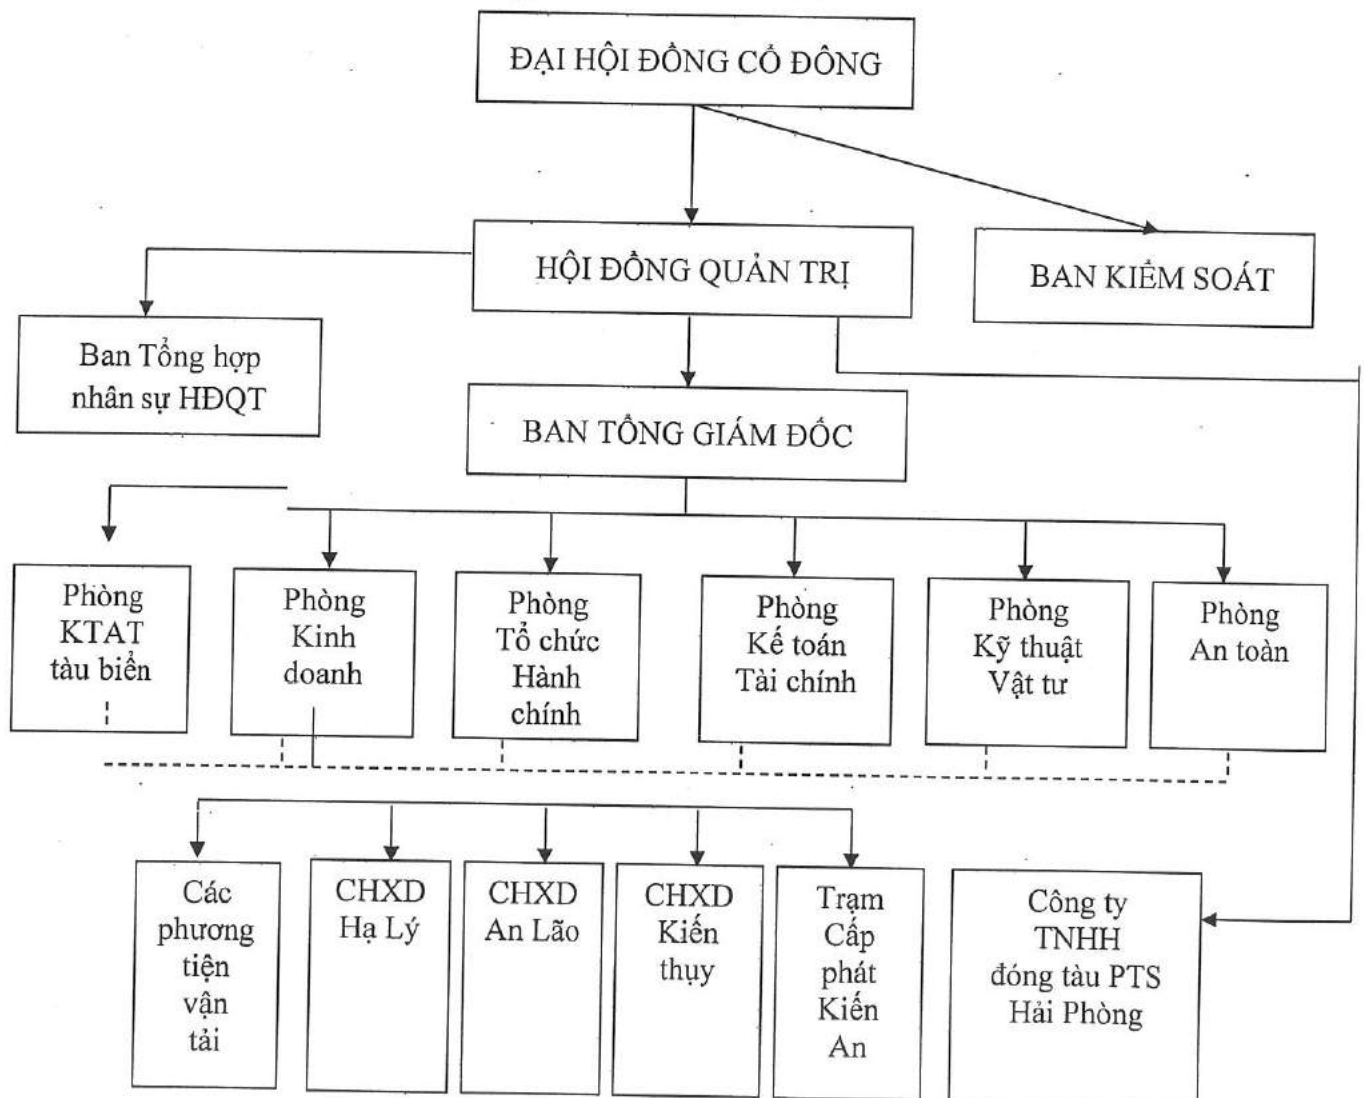 ĐẠI HỘI ĐỒNG CỔ ĐÔNG
HỘI ĐỒNG QUẢN TRỊ
BAN KIỂM SOÁT
Ban Tổng hợp
nhân sự HĐQT
BAN TỔNG GIÁM ĐỐC
Phòng
KTAT
tàu biển
Phòng
Kinh
doanh
Phòng
Tổ chức
Hành
chính
Phòng
Kế toán
Tài chính
Phòng
Kỹ thuật
Vật tư
Phòng
An toàn
Các
phương
tiện
vận
tải
CHXD
Hạ Lý
CHXD
An Lão
CHXD
Kiến
thụy
Trạm
Cấp
phát
Kiến
An
Công ty
TNHH
đóng tàu PTS
Hải Phòng